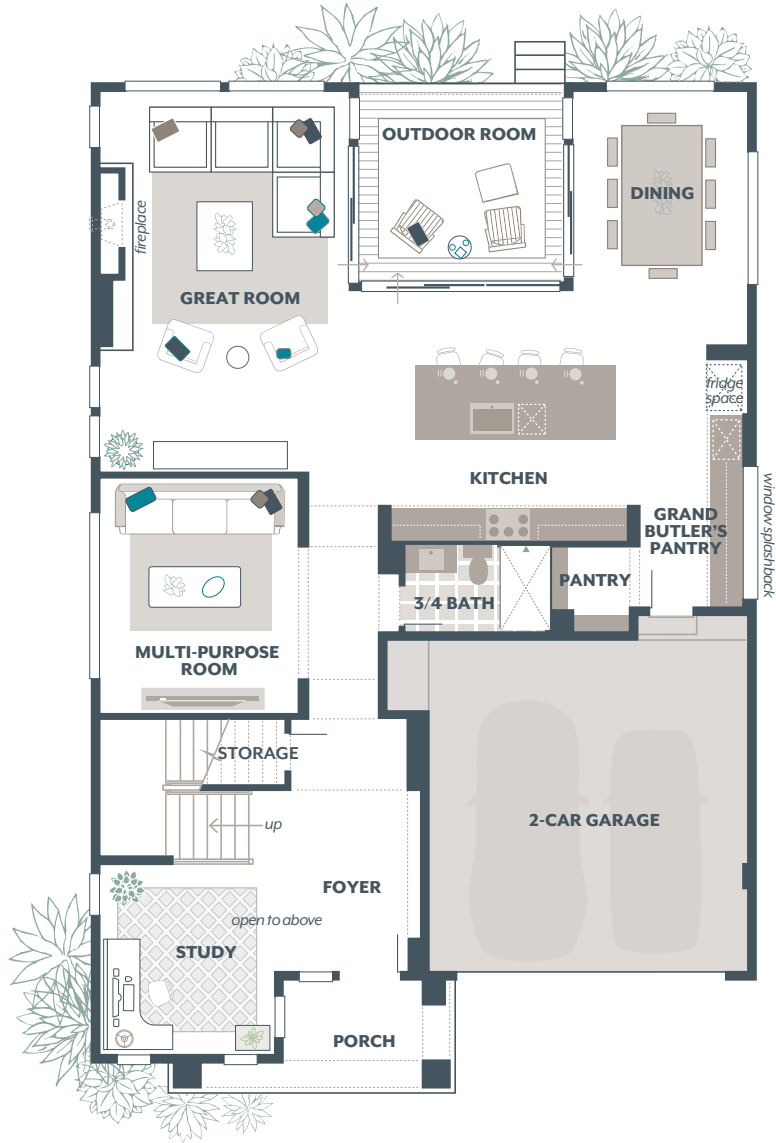 OUTDOOR ROOM
DINING
fireplace
GREAT ROOM
fridge
space
KITCHEN
GRAND
BUTLER'S
PANTRY
window splashback
PANTRY
3/4 BATH
MULTI-PURPOSE
ROOM
STORAGE
up
2-CAR GARAGE
FOYER
open to above
STUDY
PORCH